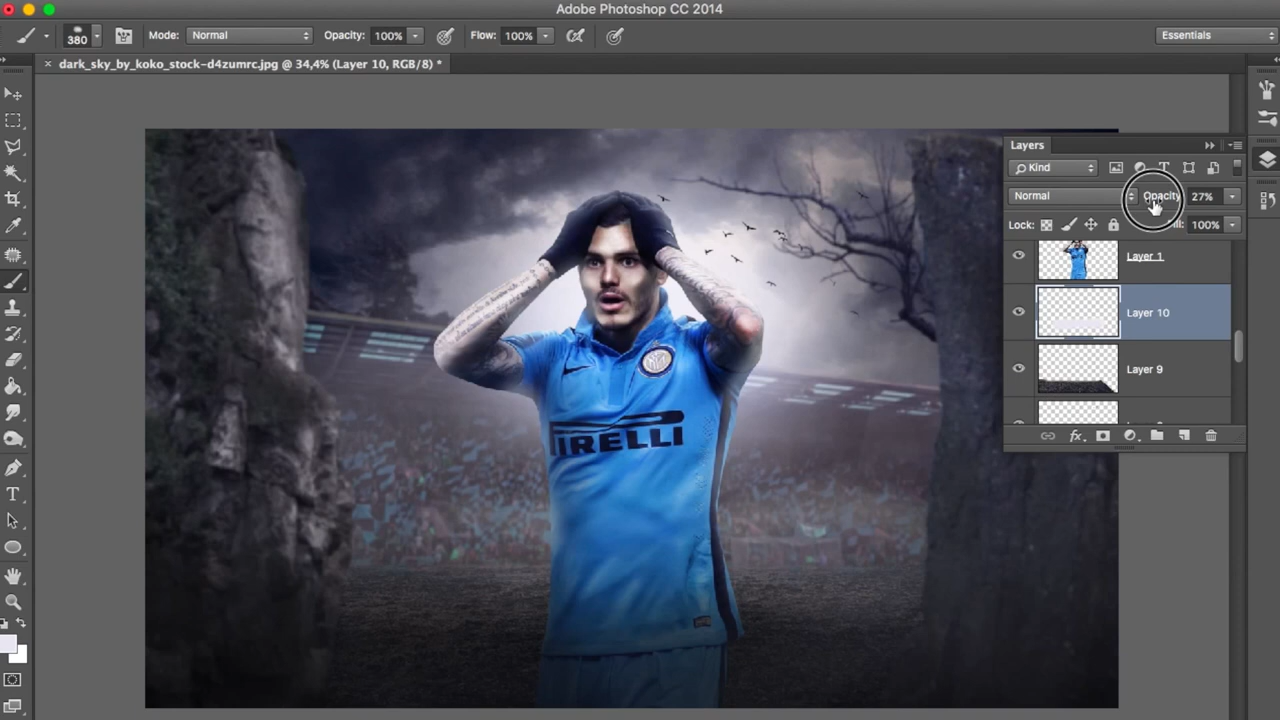 Adobe Photoshop CC 2014
380 Mode: Normal Opacity: 100% Flow: 100% Essentials
dark_sky_by_koko_stock-d4zumrc.jpg @ 34,4% (Layer 10, RGB/8) *
Layers
Kind
Normal Opacity 27%
Lock: Fill: 100%
Layer 1
Layer 10
Layer 9
PIRELLI